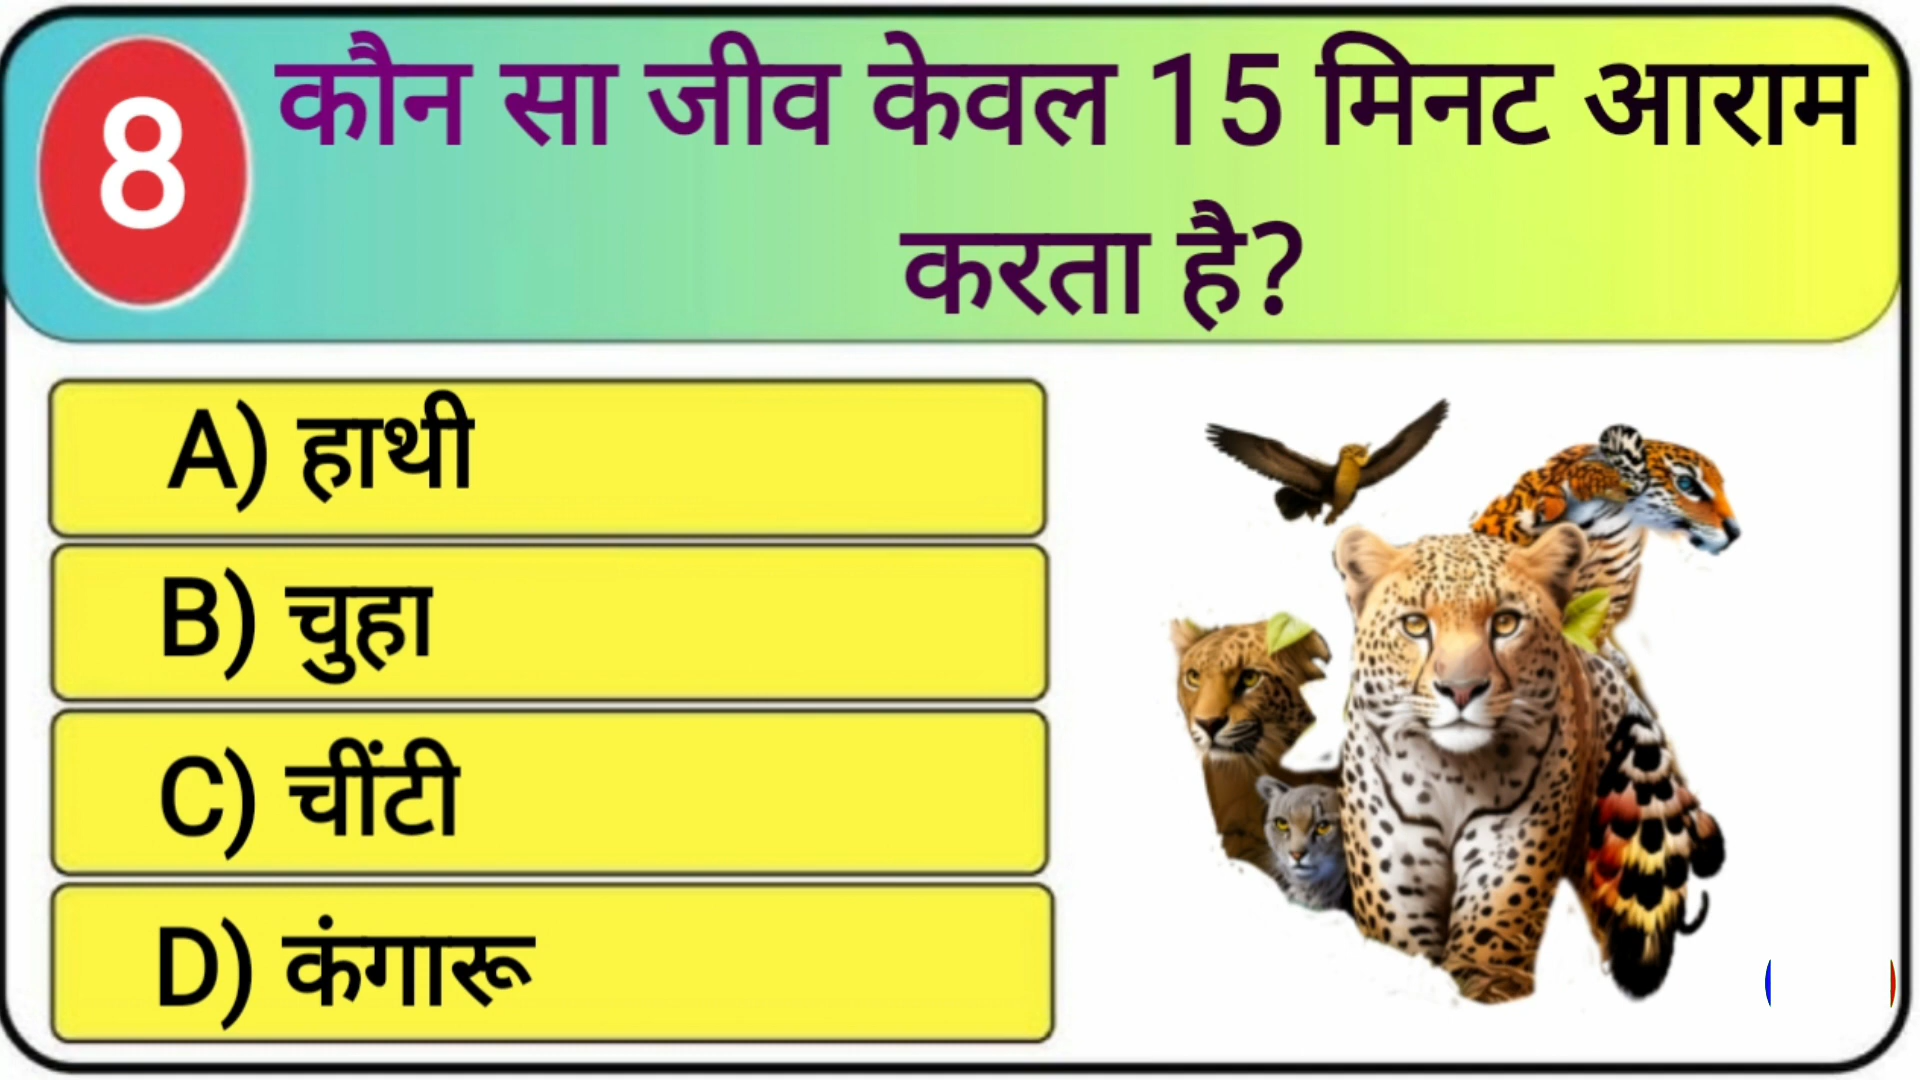 8
कौन सा जीव केवल 15 मिनट आराम
करता है?
A) हाथी
B) चुहा
C) चींटी
D) कंगारू